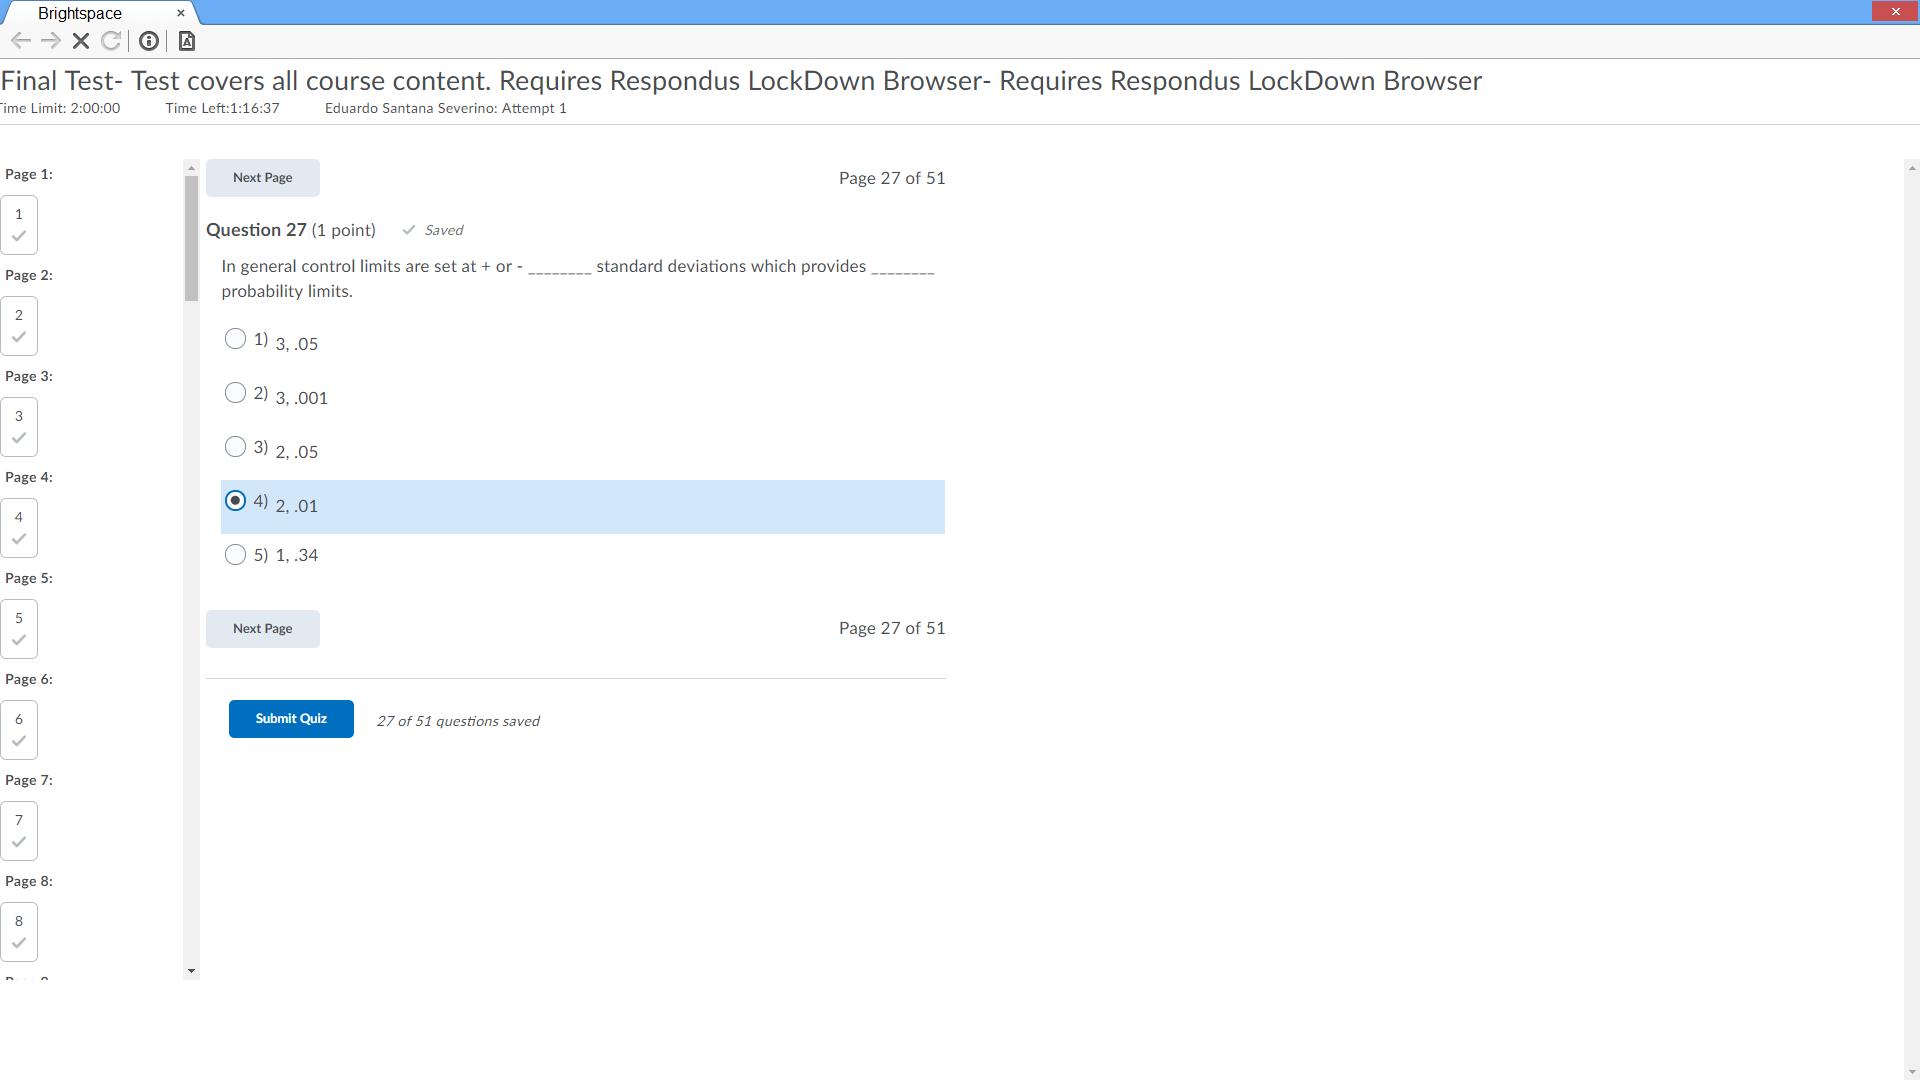 Brightspace
Final Test- Test covers all course content. Requires Respondus LockDown Browser- Requires Respondus LockDown Browser
Time Limit: 2:00:00 Time Left:1:16:37 Eduardo Santana Severino: Attempt 1
Page 1:
1
Page 2:
2
Page 3:
3
Page 4:
4
Page 5:
5
Page 6:
6
Page 7:
7
Page 8:
8
Next Page Page 27 of 51
Question 27 (1 point) Saved
In general control limits are set at + or - ________ standard deviations which provides ________
probability limits.
1) 3, .05
2) 3, .001
3) 2, .05
4) 2, .01
5) 1, .34
Next Page Page 27 of 51
Submit Quiz 27 of 51 questions saved